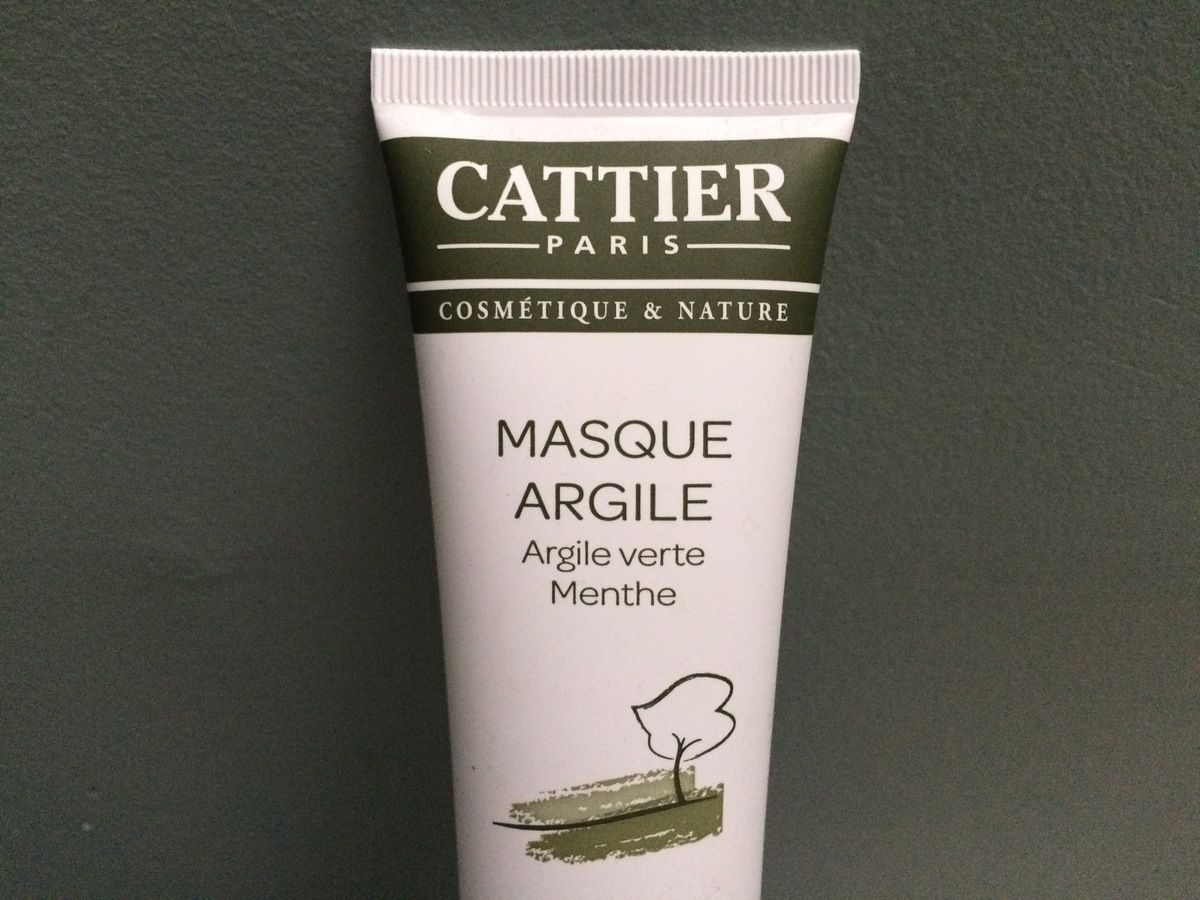 CATTIER
PARIS
COSMÉTIQUE & NATURE
MASQUE
ARGILE
Argile verte
Menthe